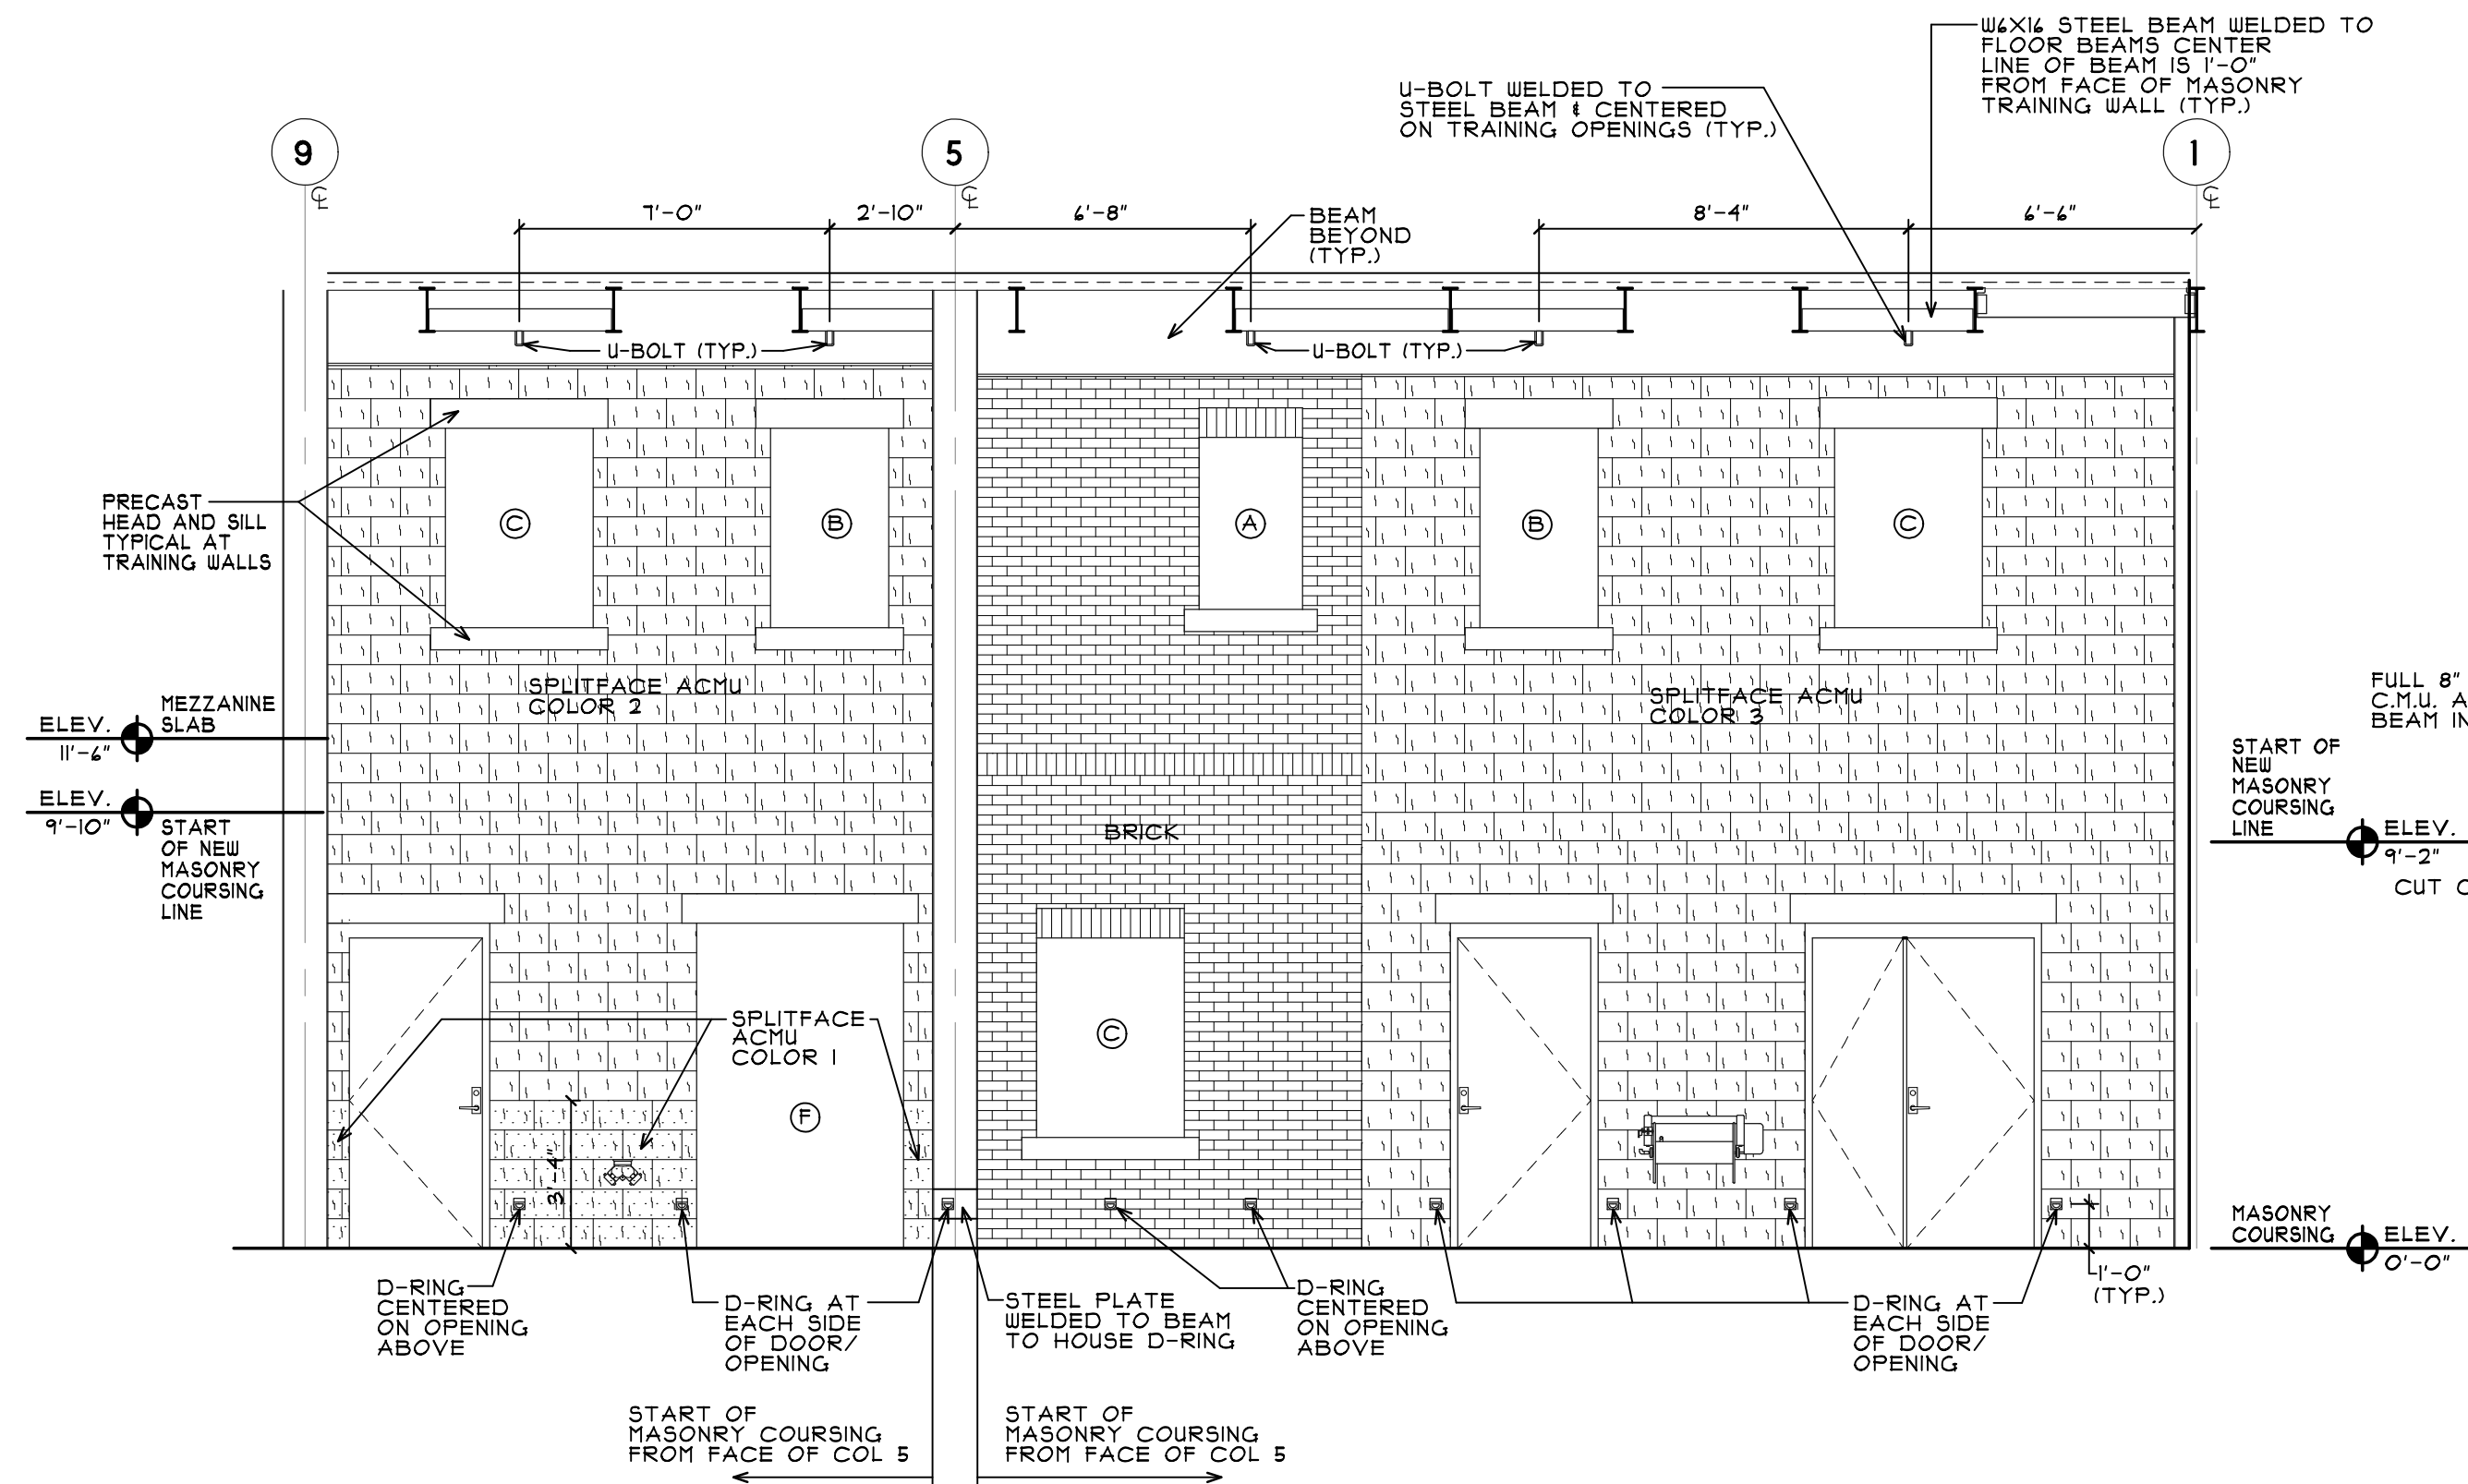 W6X16 STEEL BEAM WELDED TO
FLOOR BEAMS CENTER
LINE OF BEAM IS 1'-0"
FROM FACE OF MASONRY
TRAINING WALL (TYP.)
U-BOLT WELDED TO
STEEL BEAM & CENTERED
ON TRAINING OPENINGS (TYP.)
9
5
1
7'-0"
2'-10"
6'-8"
8'-4"
6'-6"
BEAM
BEYOND
(TYP.)
U-BOLT (TYP.)
U-BOLT (TYP.)
PRECAST
HEAD AND SILL
TYPICAL AT
TRAINING WALLS
C
B
A
B
C
SPLITFACE ACMU
COLOR 2
SPLITFACE ACMU
COLOR 3
FULL 8"
C.M.U. A
BEAM IN
MEZZANINE
SLAB
ELEV.
11'-6"
ELEV.
9'-10"
START
OF NEW
MASONRY
COURSING
LINE
BRICK
START OF
NEW
MASONRY
COURSING
LINE
ELEV.
9'-2"
CUT
SPLITFACE
ACMU
COLOR 1
C
F
3'-4"
MASONRY
COURSING
ELEV.
0'-0"
1'-0"
(TYP.)
D-RING
CENTERED
ON OPENING
ABOVE
D-RING AT
EACH SIDE
OF DOOR/
OPENING
STEEL PLATE
WELDED TO BEAM
TO HOUSE D-RING
D-RING
CENTERED
ON OPENING
ABOVE
D-RING AT
EACH SIDE
OF DOOR/
OPENING
START OF
MASONRY COURSING
FROM FACE OF COL 5
START OF
MASONRY COURSING
FROM FACE OF COL 5